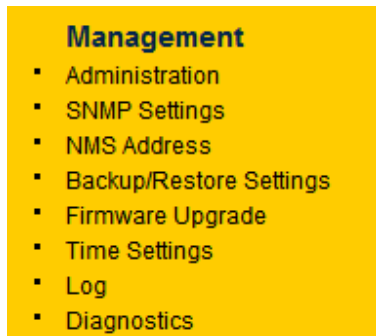 Management
Administration
SNMP Settings
NMS Address
Backup/Restore Settings
Firmware Upgrade
Time Settings
Log
Diagnostics